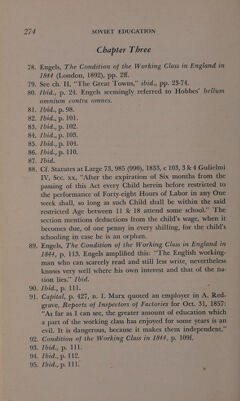 274 SOVIET EDUCATION
Chapter Three
78. Engels, The Condition of the Working Class in England in
1844 (London, 1892), pp. 2ff.
79. See ch. II, "The Great Towns," ibid., pp. 23-74.
80. Ibid., p. 24. Engels seemingly referred to Hobbes' bellum
omnium contra omnes.
81. Ibid., p. 98.
82. Ibid., p. 101.
83. Ibid., p. 102.
84. Ibid., p. 103.
85. Ibid., p. 104.
86. Ibid., p. 110.
87. Ibid.
88. Cf. Statutes at Large 73, 985 (990), 1833, c 103, 3 & 4 Gulielmi
IV, Sec. xx, "After the expiration of Six months from the
passing of this Act every Child herein before restricted to
the performance of Forty-eight Hours of Labor in any One
week shall, so long as such Child shall be within the said
restricted Age between 11 & 18 attend some school." The
section mentions deductions from the child's wage, when it
becomes due, of one penny in every shilling, for the child's
schooling in case he is an orphan.
89. Engels, The Condition of the Working Class in England in
1844, p. 113. Engels amplified this: "The English working-
man who can scarcely read and still less write, nevertheless
knows very well where his own interest and that of the na-
tion lies." Ibid.
90. Ibid., p. 111.
91. Capital, p. 427, n. 1. Marx quoted an employer in A. Red-
grave, Reports of Inspectors of Factories for Oct. 31, 1857:
"As far as I can see, the greater amount of education which
a part of the working class has enjoyed for some years is an
evil. It is dangerous, because it makes them independent."
92. Condition of the Working Class in 1844, p. 109f.
93. Ibid., p. 111.
94. Ibid., p. 112.
95. Ibid., p. 111.